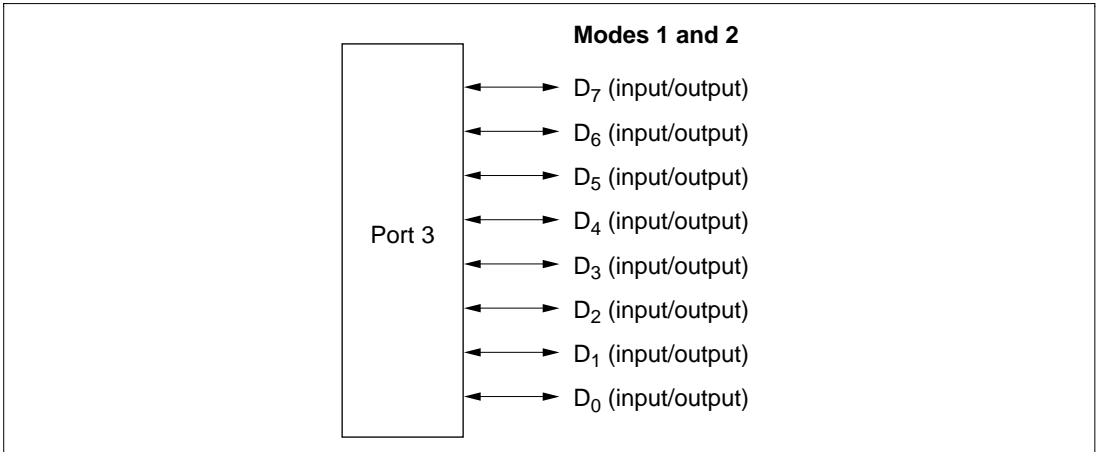 Modes 1 and 2
D₇ (input/output)
D₆ (input/output)
D₅ (input/output)
D₄ (input/output)
Port 3
D₃ (input/output)
D₂ (input/output)
D₁ (input/output)
D₀ (input/output)